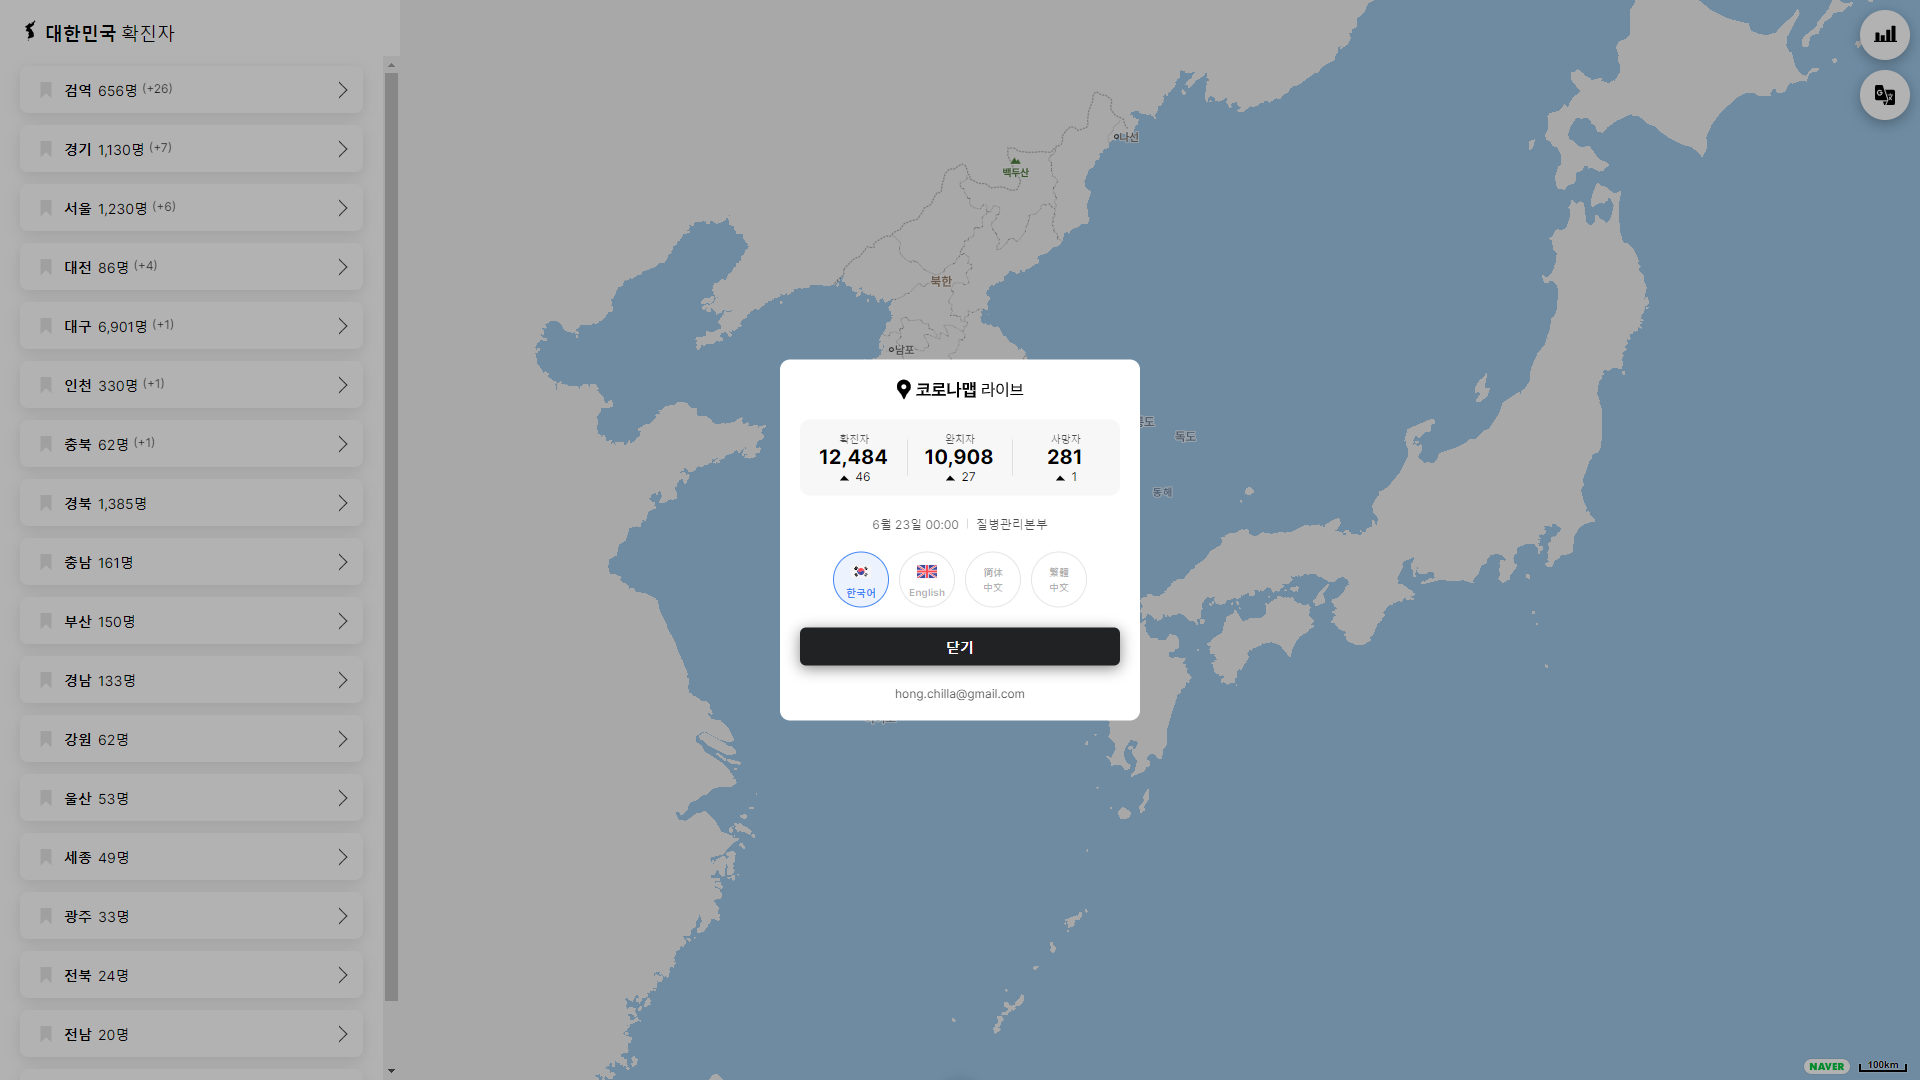 대한민국 확진자
검역 656명 (+26)
경기 1,130명 (+7)
서울 1,230명 (+6)
대전 86명 (+4)
대구 6,901명 (+1)
인천 330명 (+1)
충북 62명 (+1)
경북 1,385명
충남 161명
부산 150명
경남 133명
강원 62명
울산 53명
세종 49명
광주 33명
전북 24명
전남 20명
나선
백두산
북한
남포
독도
동해
코로나맵 라이브
확진자 완치자 사망자
12,484 10,908 281
▲ 46 ▲ 27 ▲ 1
6월 23일 00:00 | 질병관리본부
한국어
English
简体
中文
繁體
中文
닫기
hong.chilla@gmail.com
NAVER
100km